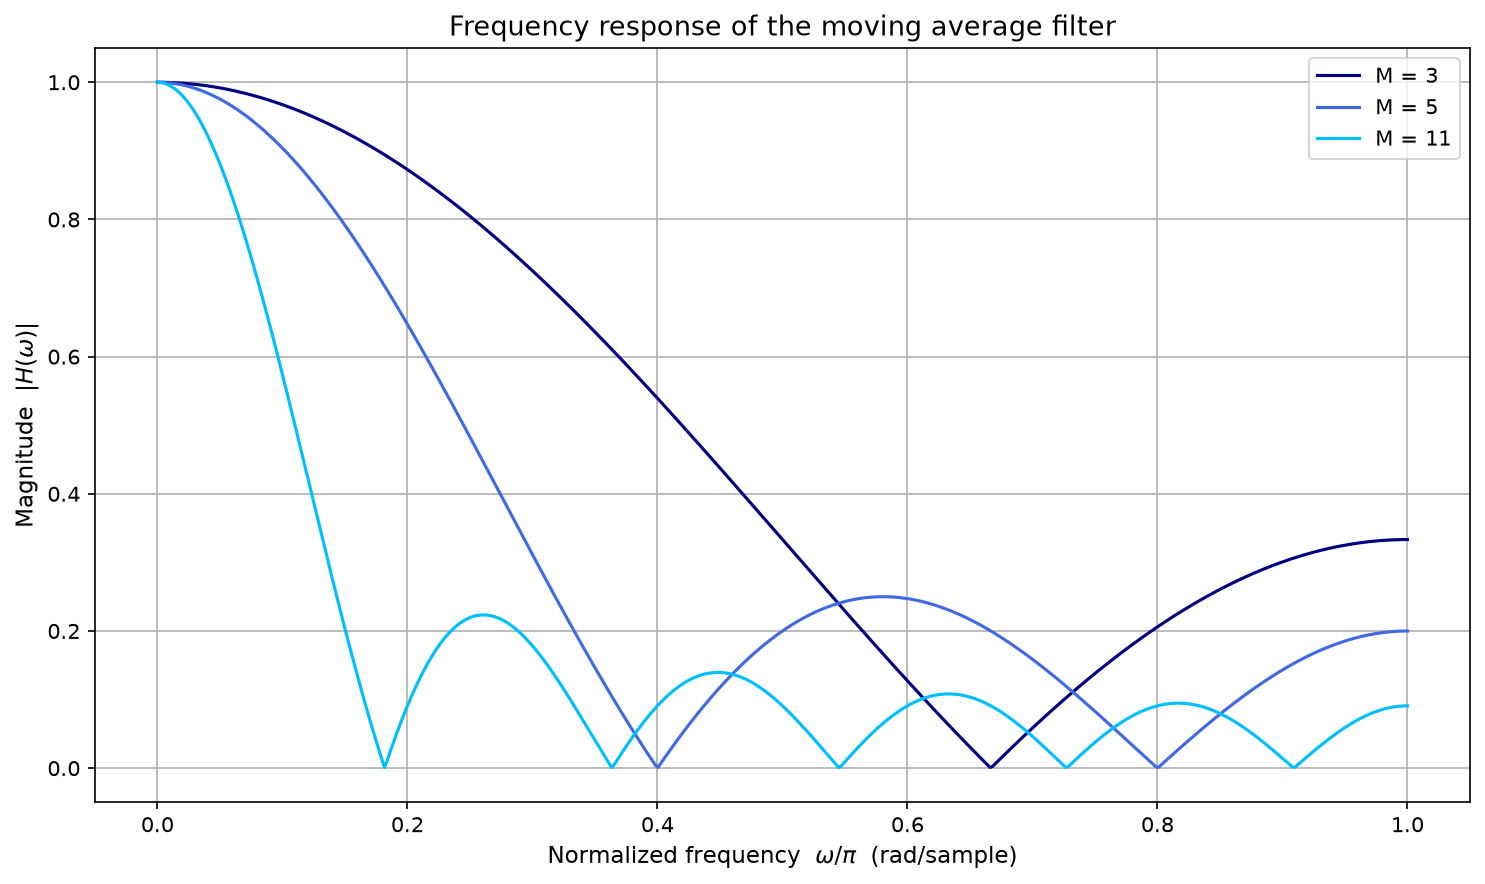 Frequency response of the moving average filter
M = 3
M = 5
M = 11
Magnitude |H(ω)|
1.0
0.8
0.6
0.4
0.2
0.0
0.0 0.2 0.4 0.6 0.8 1.0
Normalized frequency ω/π (rad/sample)